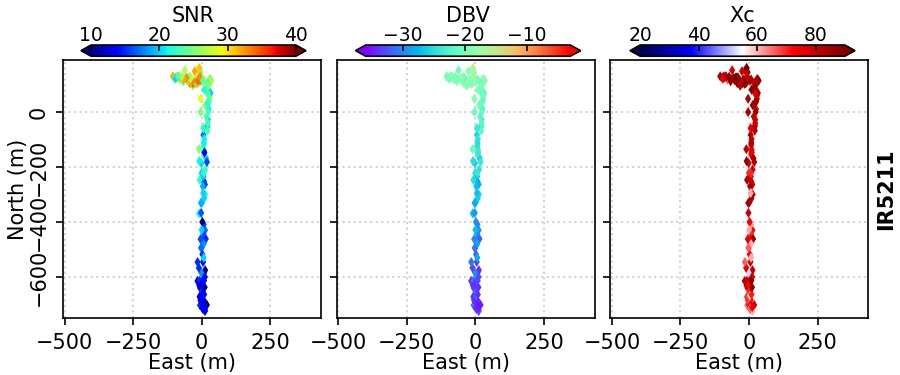 SNR DBV Xc
10 20 30 40 −30 −20 −10 20 40 60 80
North (m)
0
−200
−400
−600
IR5211
−500 −250 0 250 −500 −250 0 250 −500 −250 0 250
East (m) East (m) East (m)